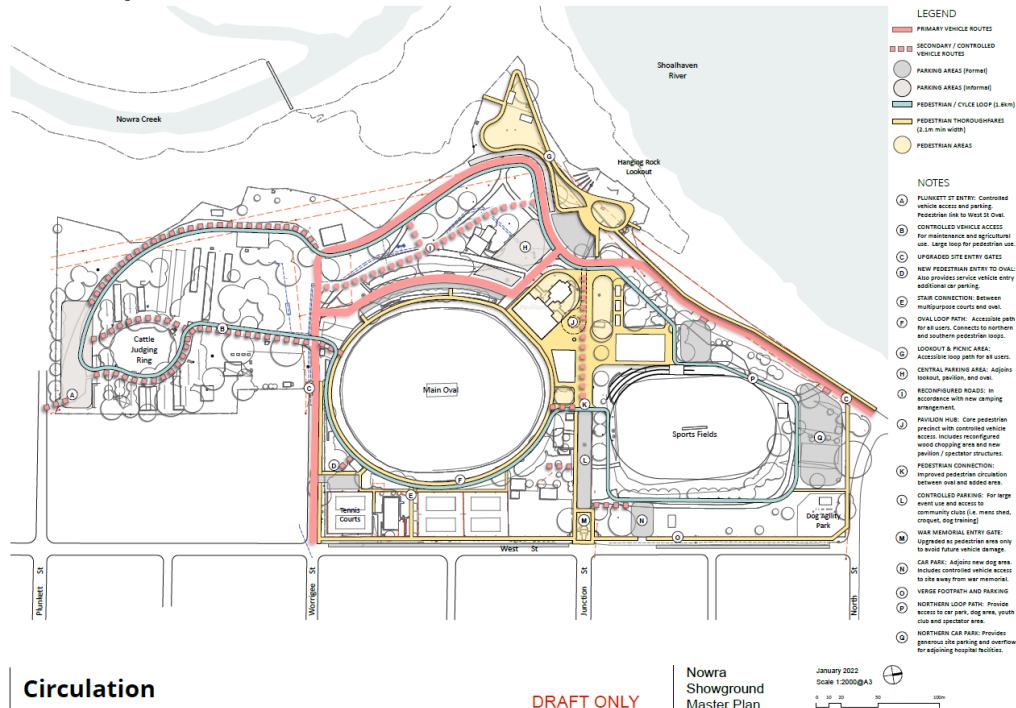 LEGEND
PRIMARY VEHICLE ROUTES
SECONDARY / CONTROLLED
VEHICLE ROUTES
PARKING AREAS (Formal)
PARKING AREAS (Informal)
PEDESTRIAN / CYLCE LOOP (1.6km)
PEDESTRIAN THOROUGHFARES
(2.1m min width)
PEDESTRIAN AREAS
NOTES
A PLUNKETT ST ENTRY: Controlled
vehicle access and parking.
Pedestrian link to West St Oval.
B CONTROLLED VEHICLE ACCESS
For maintenance and agricultural
use. Large loop for pedestrian use.
C UPGRADED SITE ENTRY GATES
D NEW PEDESTRIAN ENTRY TO OVAL:
Also provides service vehicle entry
additional car parking.
E STAIR CONNECTION: Between
multipurpose courts and oval.
F OVAL LOOP PATH: Accessible path
for all users. Connects to northern
and southern pedestrian loops.
G LOOKOUT & PICNIC AREA:
Accessible loop path for all users.
H CENTRAL PARKING AREA: Adjoins
lookout, pavilion, and oval.
I RECONFIGURED ROADS: In
accordance with new camping
arrangement.
J PAVILION HUB: Core pedestrian
precinct with controlled vehicle
access. Includes reconfigured
wood chopping area and new
pavilion / spectator areas.
K PEDESTRIAN CONNECTION:
Improved pedestrian circulation
between oval and added area.
L CONTROLLED PARKING: For large
event use and access to
community clubs (i.e. mens shed,
croquet, dog training)
M WAR MEMORIAL ENTRY GATE:
Upgraded as pedestrian area only
to avoid future vehicle damage.
N CAR PARK: Adjoins new dog area.
Includes controlled vehicle access
to site away from war memorial.
O VERGE FOOTPATH AND PARKING
P NORTHERN LOOP PATH: Provide
access to car park, dog area, youth
club and spectator area.
Q NORTHERN CAR PARK: Provides
generous site parking and overflow
for adjoining hospital facilities.
Shoalhaven
River
Nowra Creek
Hanging Rock
Lookout
G
H
I
J
B
Cattle
Judging
Ring
A
C
Main Oval
P
C
K
Sports Fields
Q
L
D
F
E
Tennis
Courts
M
N
Dog Agility
Park
O
West St
Plunkett St
Worrigee St
Junction St
North St
Circulation
DRAFT ONLY
Nowra
Showground
Master Plan
January 2022
Scale 1:2000@A3
0 10 20 50 100m